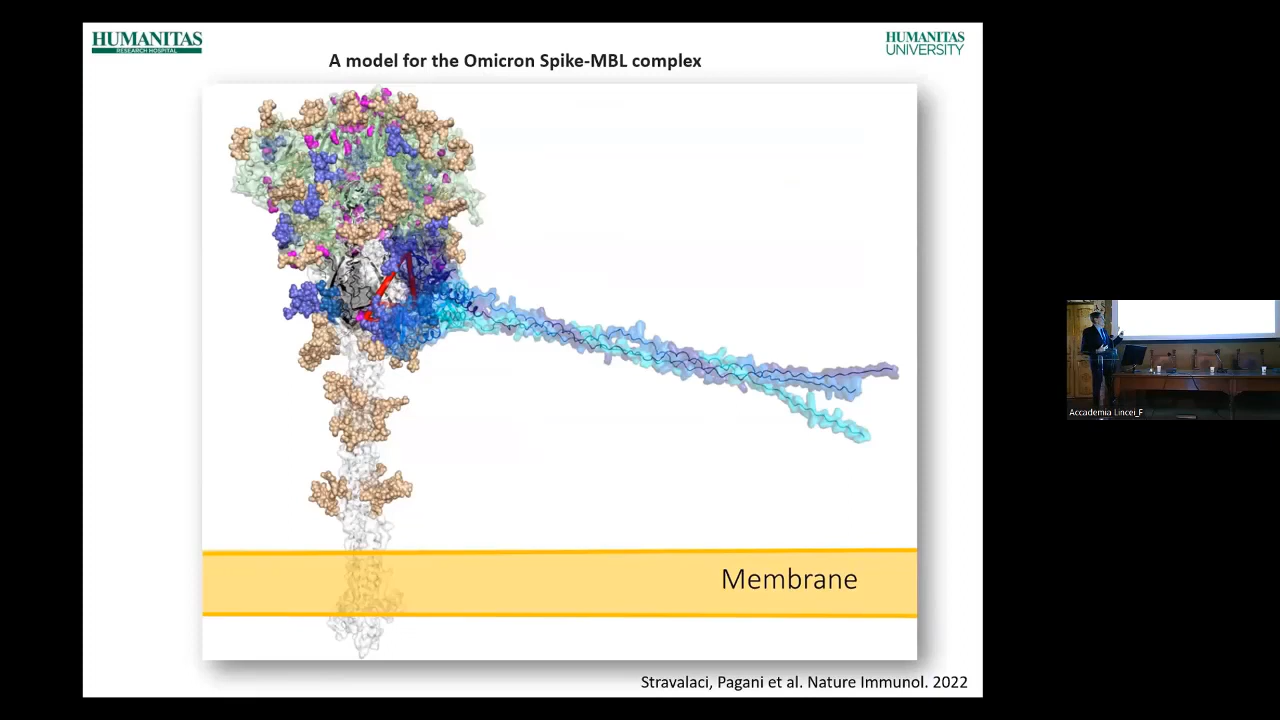 HUMANITAS
RESEARCH HOSPITAL
HUMANITAS
UNIVERSITY
A model for the Omicron Spike-MBL complex
Membrane
Stravalaci, Pagani et al. Nature Immunol. 2022
Accademia Lincei_F